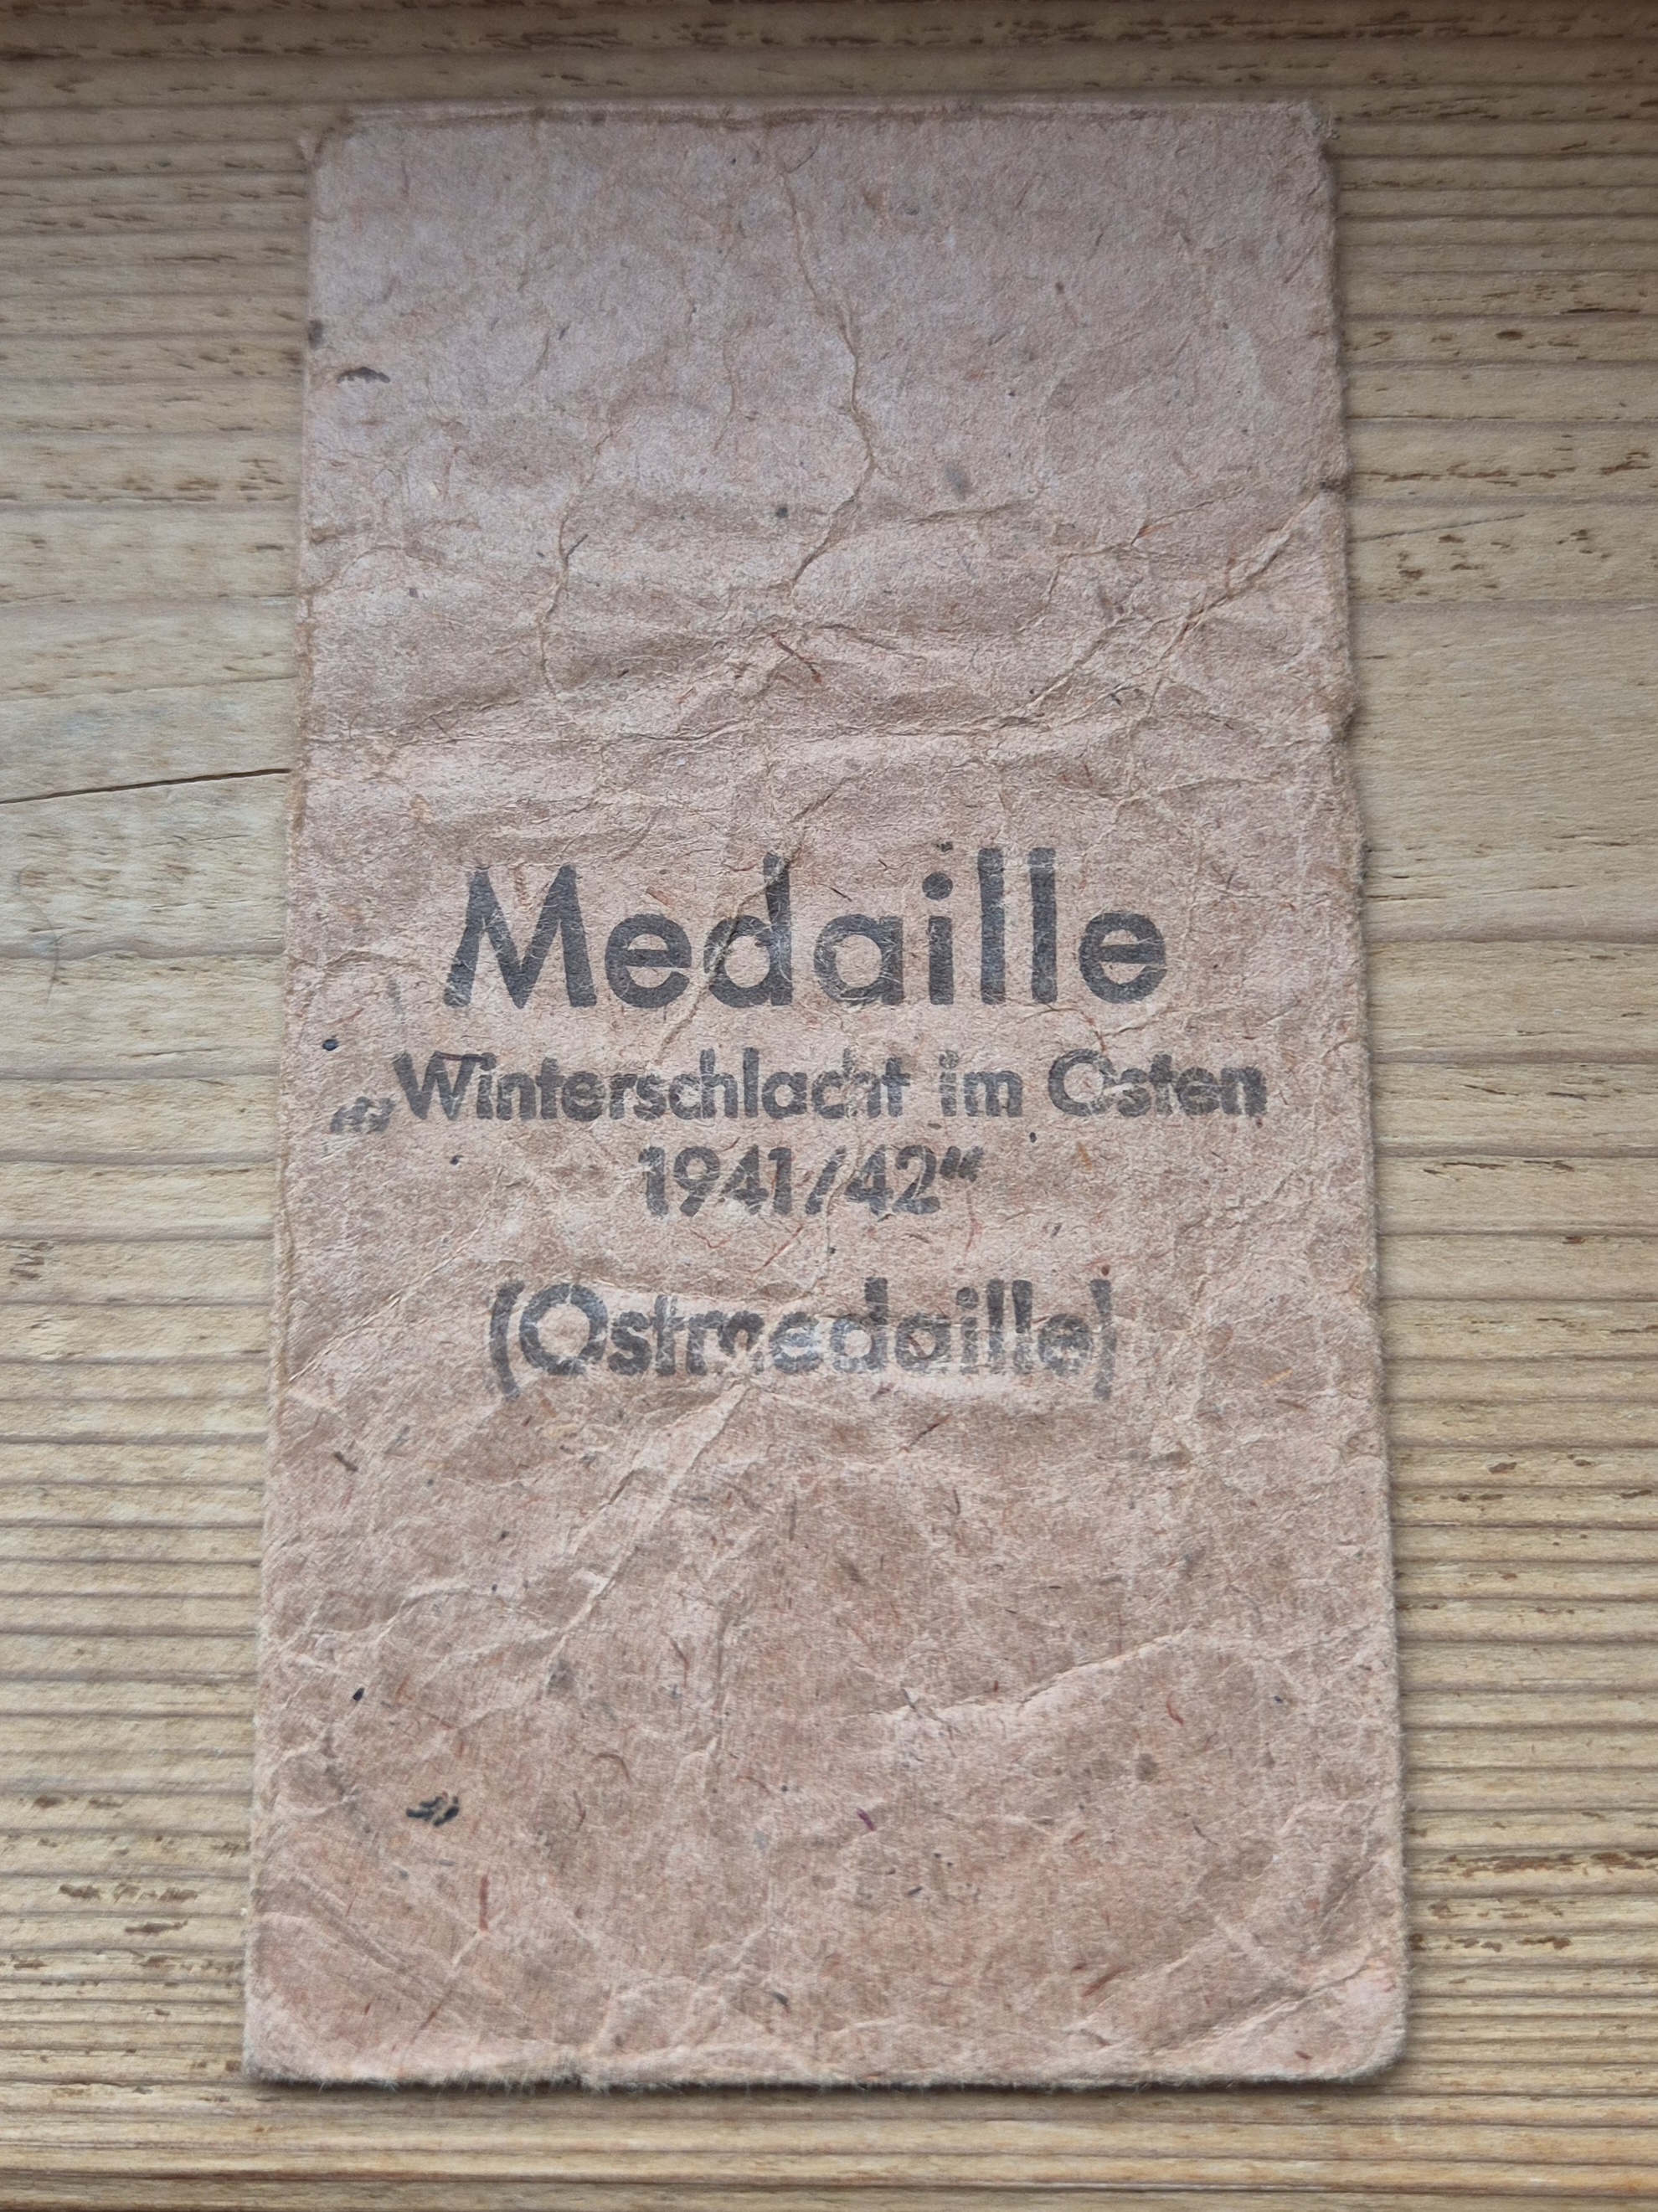 Medaille
„Winterschlacht im Osten
1941/42“
(Ostmedaille)